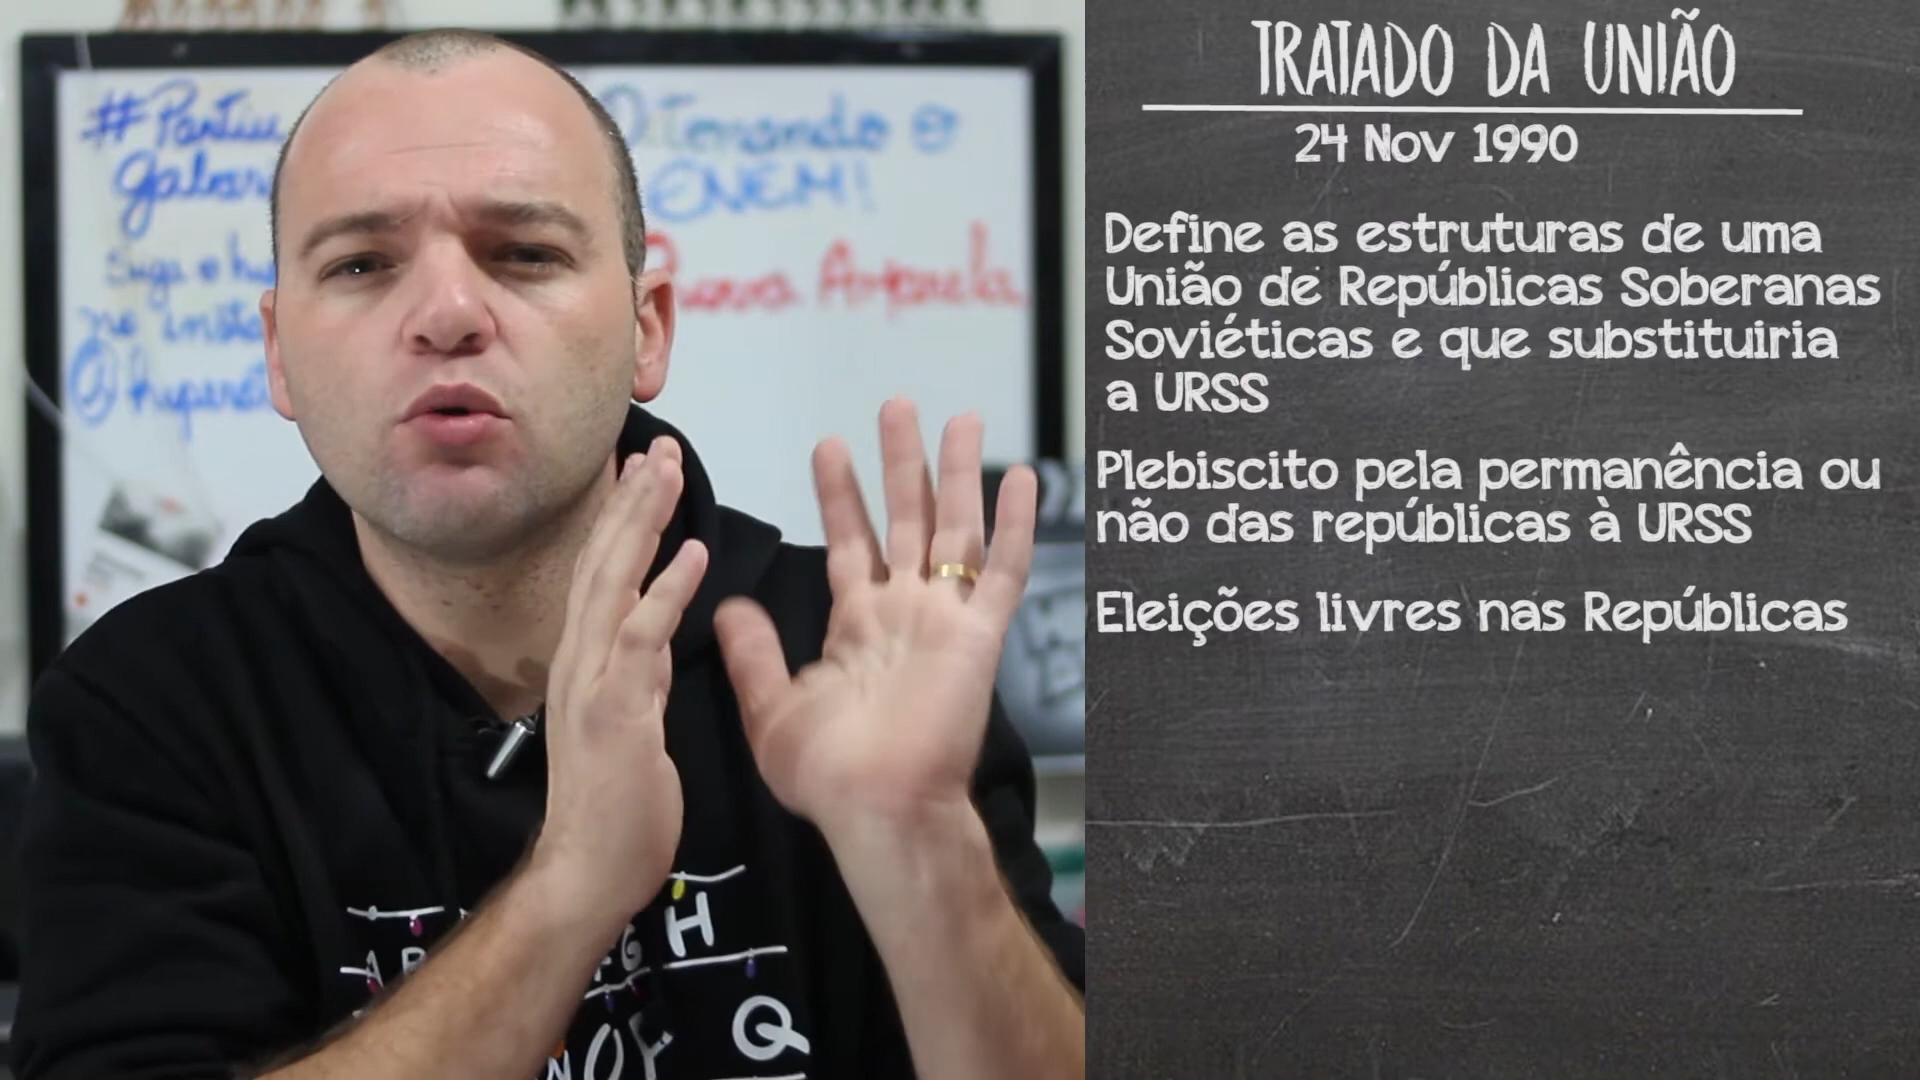 # Partiu
Ditonando o
ENEM!
TRATADO DA UNIÃO
24 Nov 1990
Define as estruturas de uma
União de Repúblicas Soberanas
Soviéticas e que substituiria
a URSS
Plebiscito pela permanência ou
não das repúblicas à URSS
Eleições livres nas Repúblicas
H
G
Q